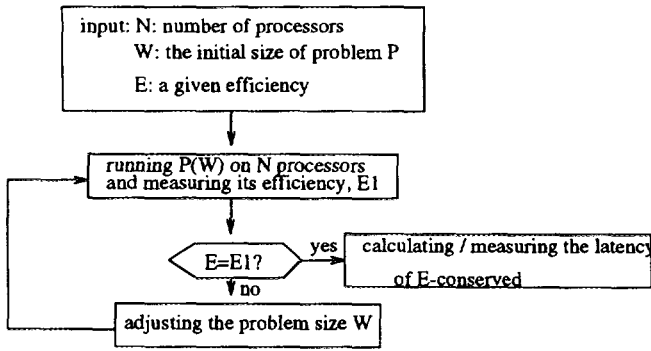 input: N: number of processors
W: the initial size of problem P
E: a given efficiency
running P(W) on N processors
and measuring its efficiency, E1
E=E1?
yes
calculating / measuring the latency
of E-conserved
no
adjusting the problem size W